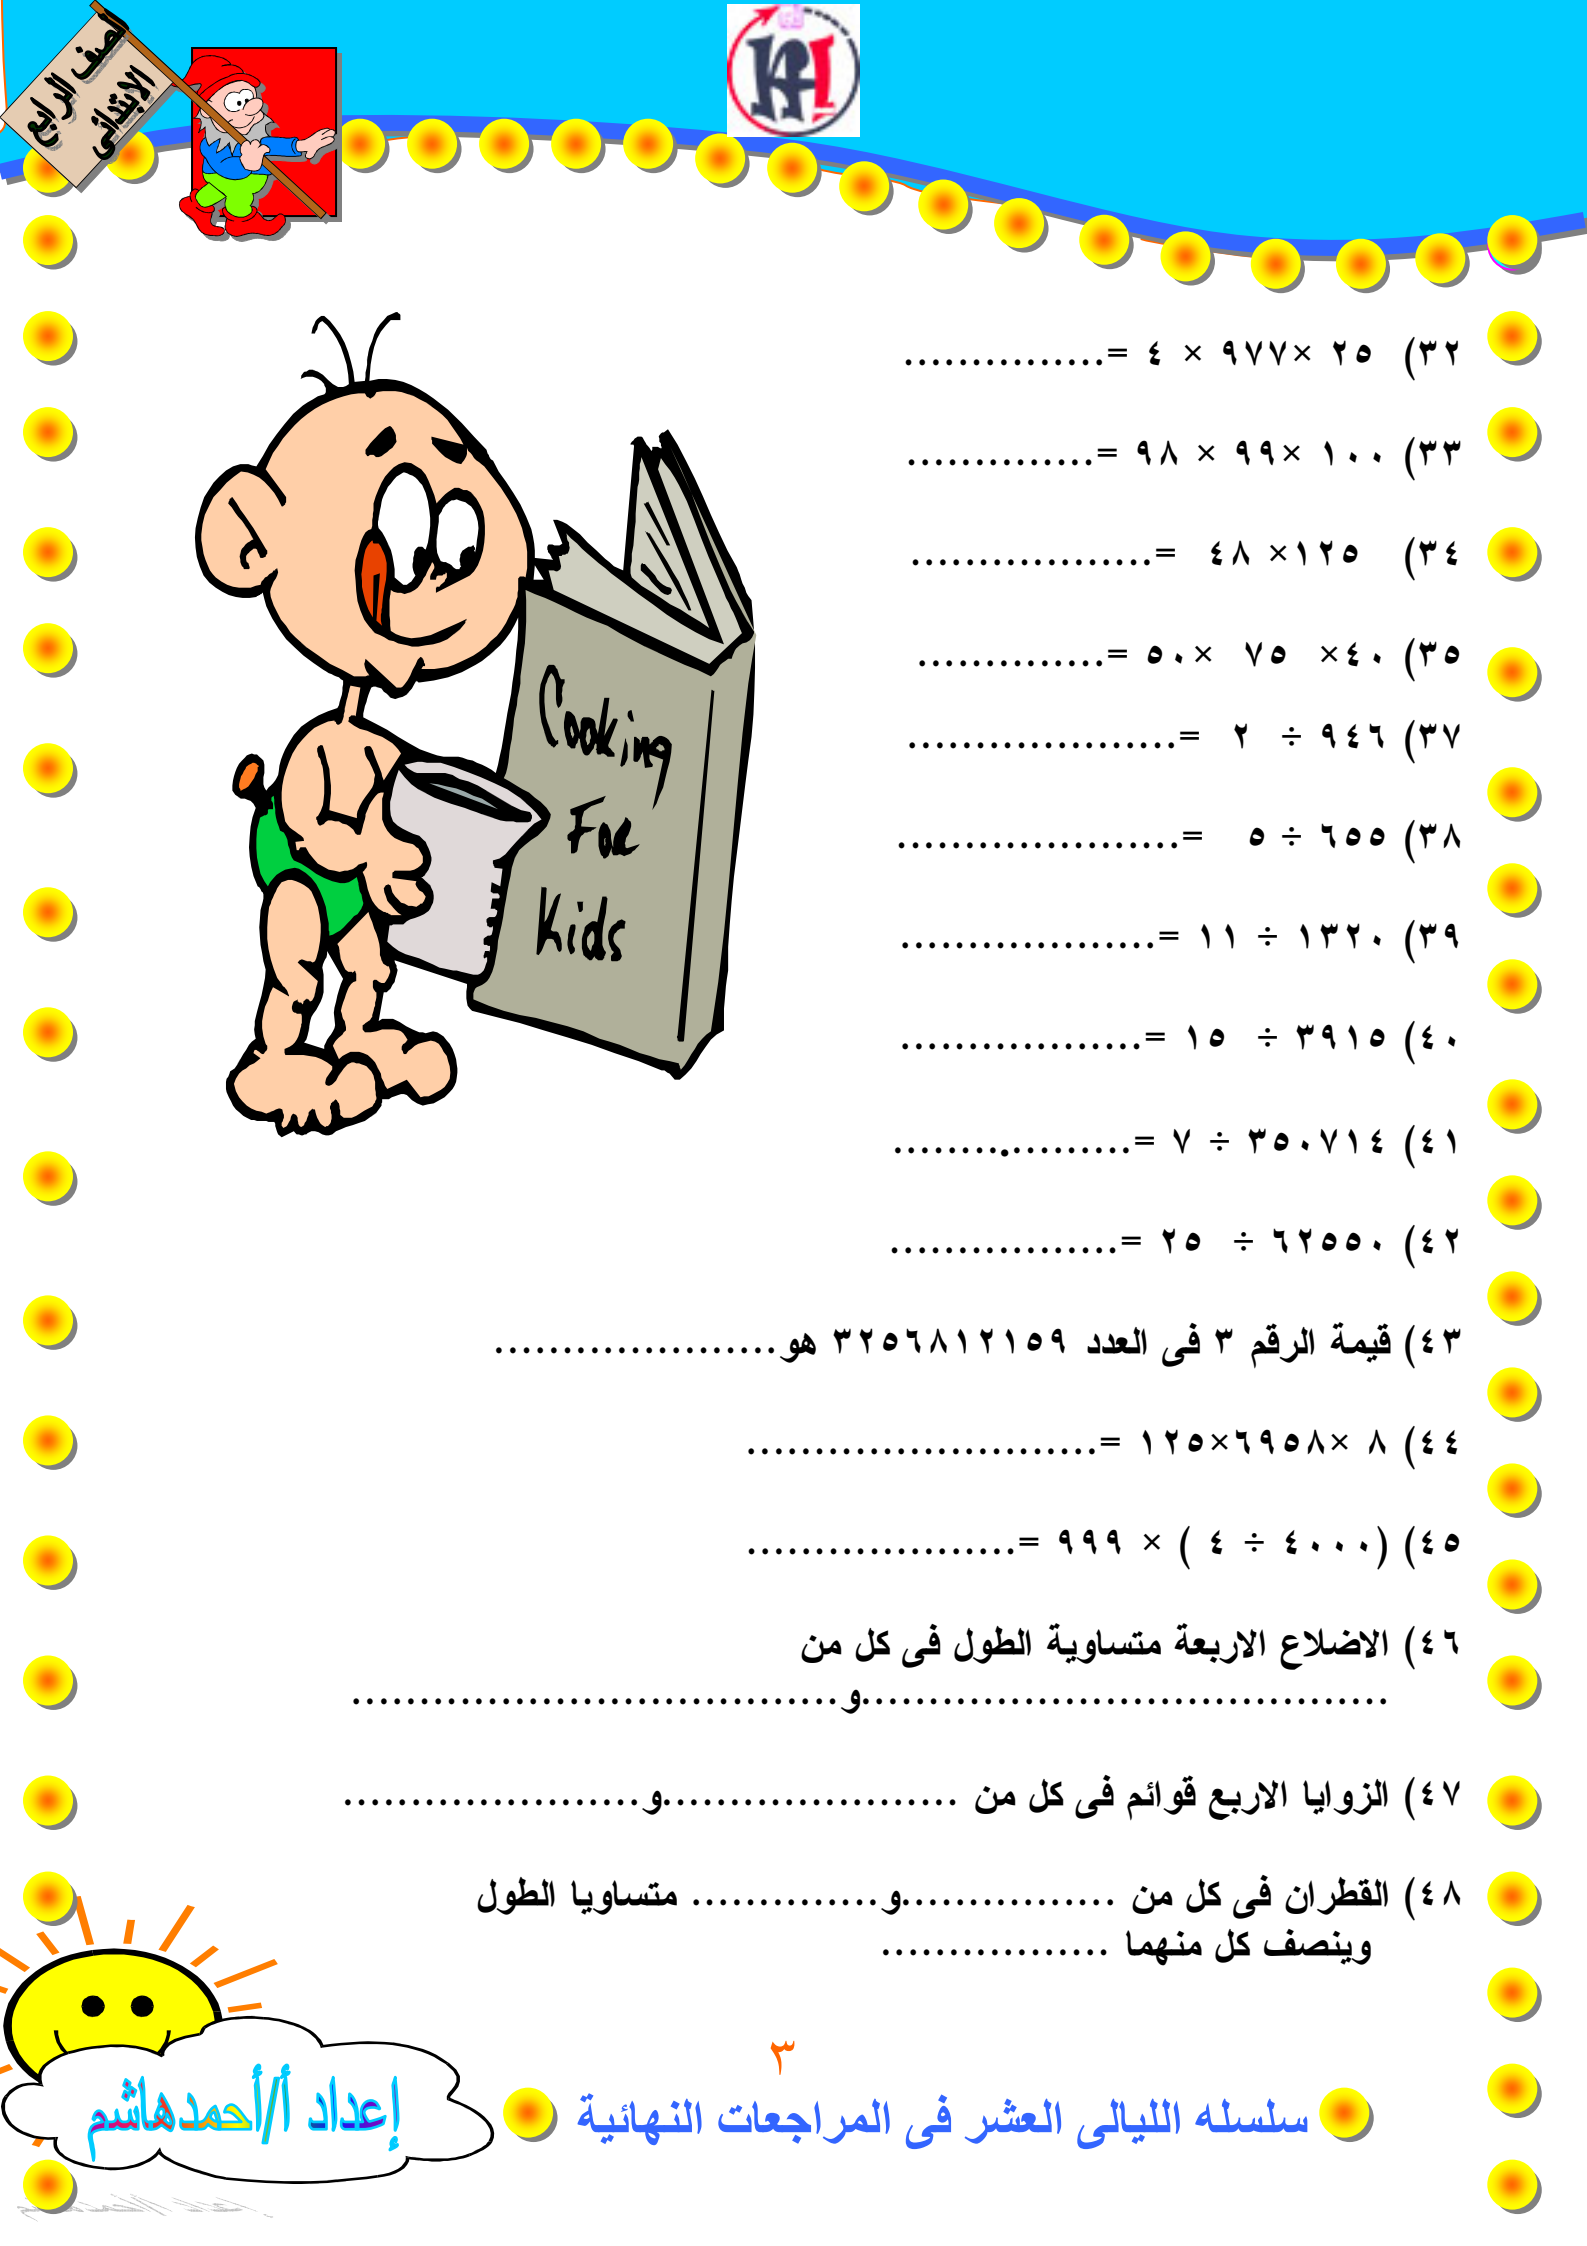 الصف الرابع
الابتدائى
٣٢) ٢٥ ×٩٧٧ × ٤ =...............
٣٣) ١٠٠ ×٩٩ × ٩٨ =..............
٣٤) ١٢٥× ٤٨ =..................
٣٥) ٤٠× ٧٥ ×٥٠ =..............
٣٧) ٩٤٦ ÷ ٢ =....................
٣٨) ٦٥٥ ÷ ٥ =.....................
٣٩) ١٣٢٠ ÷ ١١ =...................
٤٠) ٣٩١٥ ÷ ١٥ =..................
٤١) ٣٥٠٧١٤ ÷ ٧ =..................
٤٢) ٦٢٥٥٠ ÷ ٢٥ =.................
٤٣) قيمة الرقم ٣ فى العدد ٣٢٥٦٨١٢١٥٩ هو.....................
٤٤) ٨ ×٦٩٥٨×١٢٥ =..........................
٤٥) (٤٠٠٠ ÷ ٤ ) × ٩٩٩ =....................
٤٦) الاضلاع الاربعة متساوية الطول فى كل من
.......................................و....................................
٤٧) الزوايا الاربع قوائم فى كل من ......................و......................
٤٨) القطران فى كل من ................و.............. متساويا الطول
وينصف كل منهما .................
Cooking
For
Kids
٣
سلسله الليالى العشر فى المراجعات النهائية
إعداد أ/أحمدهاشم